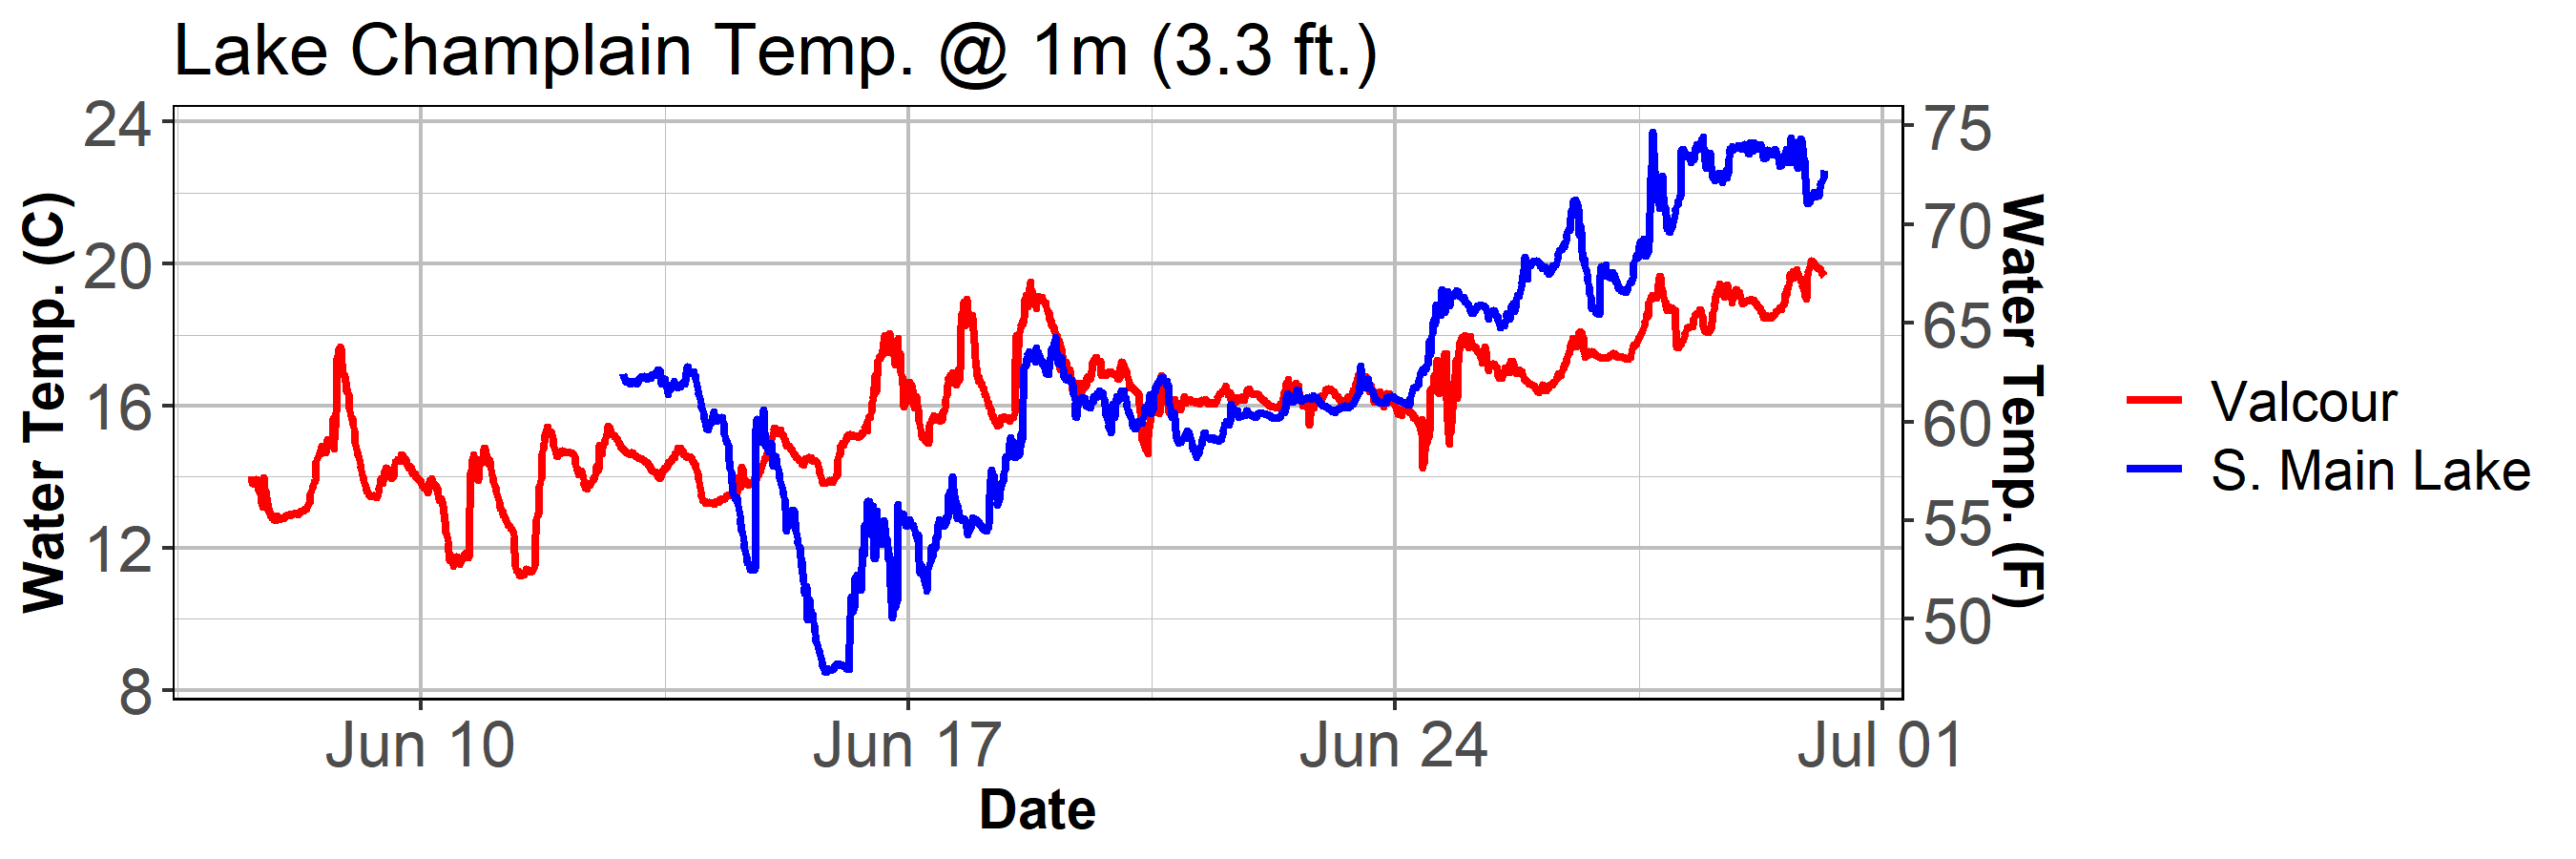 Lake Champlain Temp. @ 1m (3.3 ft.)
24
20
16
12
8
Water Temp. (C)
75
70
65
60
55
50
Water Temp. (F)
Jun 10
Jun 17
Jun 24
Jul 01
Date
Valcour
S. Main Lake